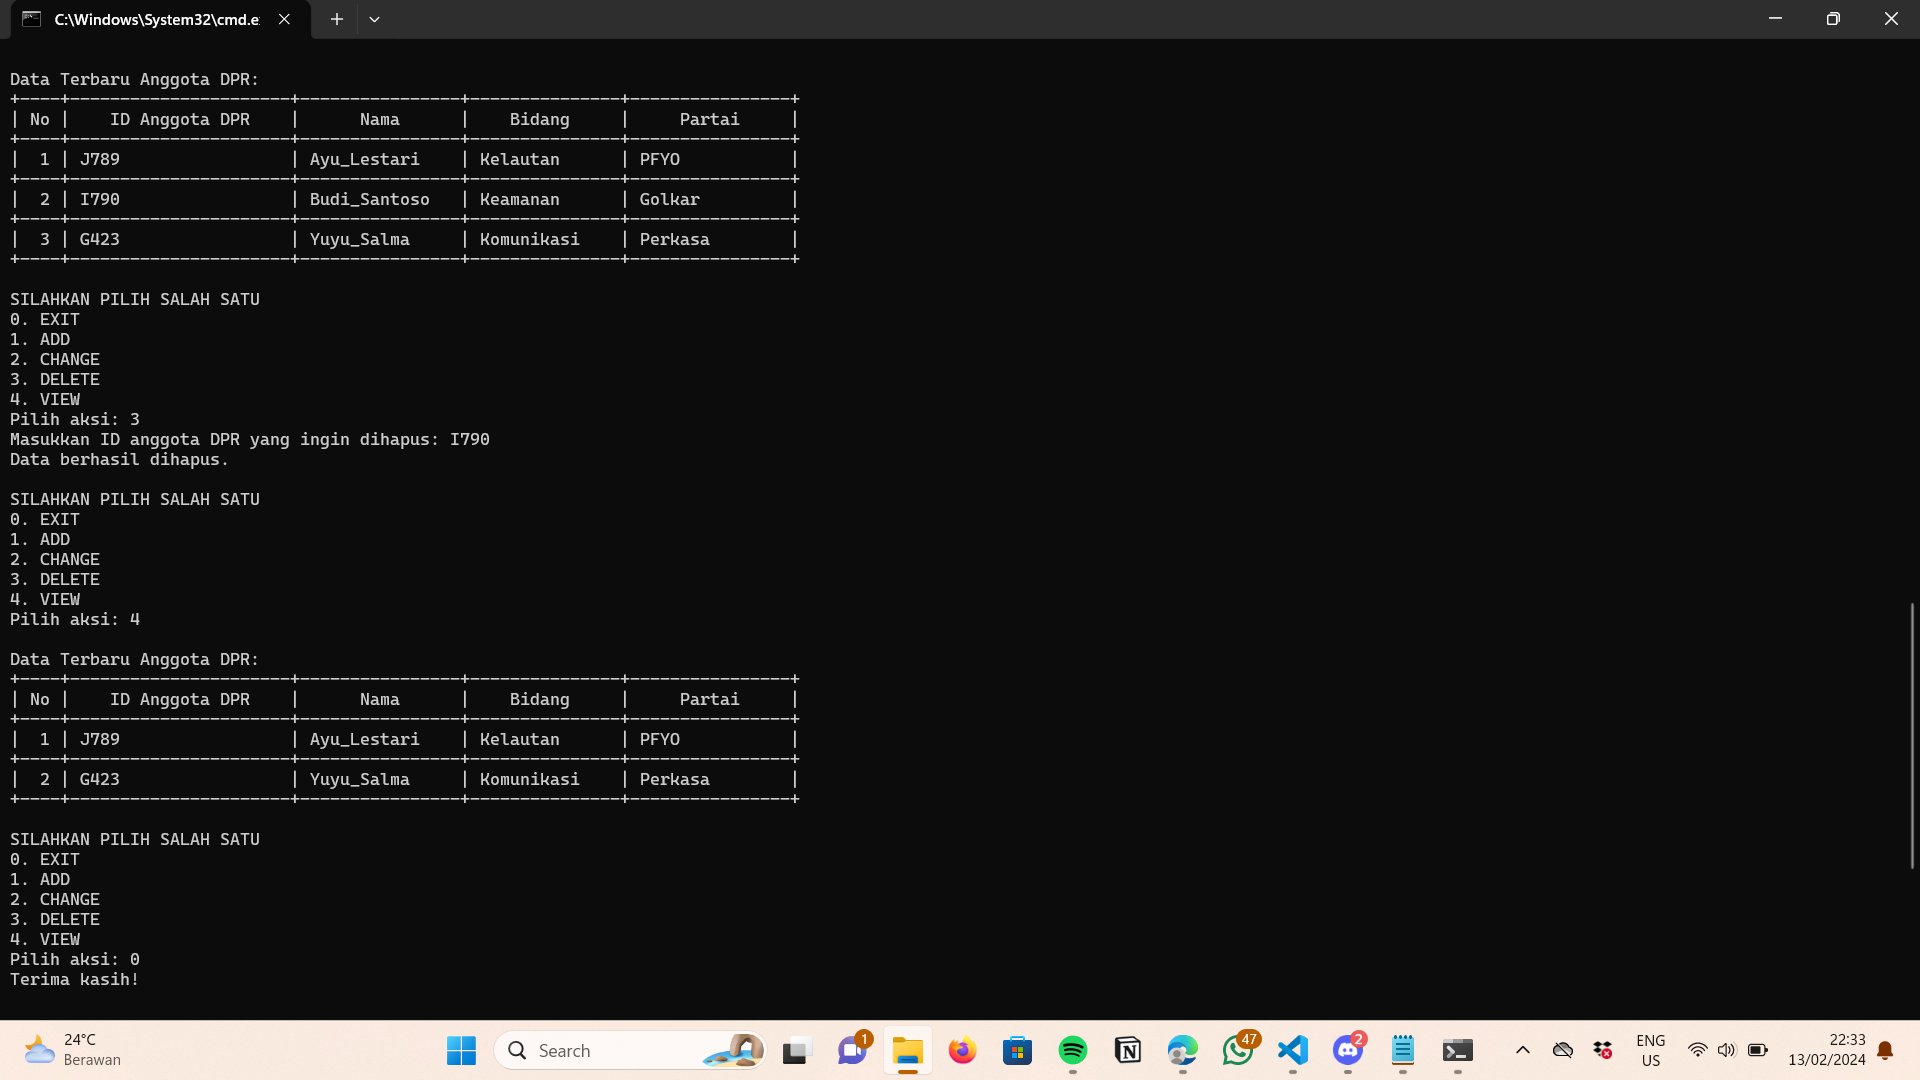 C:\Windows\System32\cmd.e
Data Terbaru Anggota DPR:
+----+----------------------+----------------+---------------+----------------+
| No |    ID Anggota DPR    |      Nama      |    Bidang     |     Partai     |
+----+----------------------+----------------+---------------+----------------+
|  1 | J789                 | Ayu_Lestari    | Kelautan      | PFYO           |
+----+----------------------+----------------+---------------+----------------+
|  2 | I790                 | Budi_Santoso   | Keamanan      | Golkar         |
+----+----------------------+----------------+---------------+----------------+
|  3 | G423                 | Yuyu_Salma     | Komunikasi    | Perkasa        |
+----+----------------------+----------------+---------------+----------------+
SILAHKAN PILIH SALAH SATU
0. EXIT
1. ADD
2. CHANGE
3. DELETE
4. VIEW
Pilih aksi: 3
Masukkan ID anggota DPR yang ingin dihapus: I790
Data berhasil dihapus.
SILAHKAN PILIH SALAH SATU
0. EXIT
1. ADD
2. CHANGE
3. DELETE
4. VIEW
Pilih aksi: 4
Data Terbaru Anggota DPR:
+----+----------------------+----------------+---------------+----------------+
| No |    ID Anggota DPR    |      Nama      |    Bidang     |     Partai     |
+----+----------------------+----------------+---------------+----------------+
|  1 | J789                 | Ayu_Lestari    | Kelautan      | PFYO           |
+----+----------------------+----------------+---------------+----------------+
|  2 | G423                 | Yuyu_Salma     | Komunikasi    | Perkasa        |
+----+----------------------+----------------+---------------+----------------+
SILAHKAN PILIH SALAH SATU
0. EXIT
1. ADD
2. CHANGE
3. DELETE
4. VIEW
Pilih aksi: 0
Terima kasih!
24°C
Berawan
Search
1
47
2
ENG
US
22:33
13/02/2024